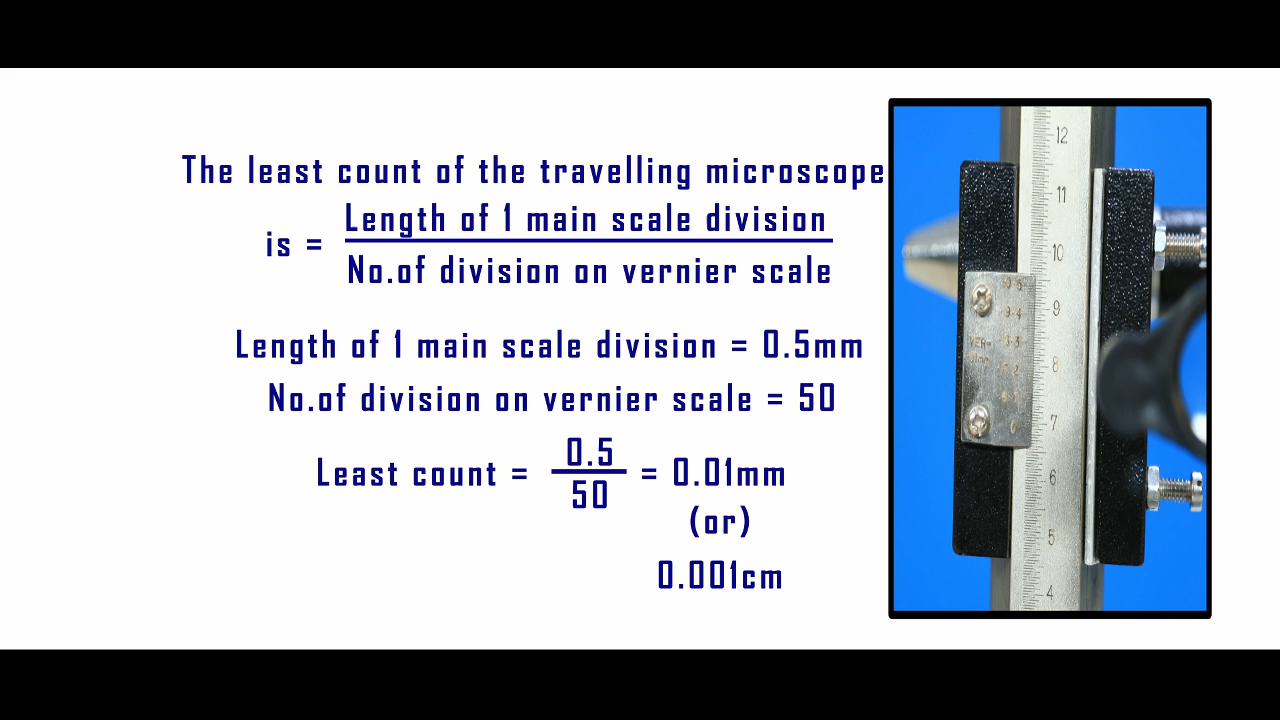 The least count of the travelling microscope
is = Length of 1 main scale division
No.of division on vernier scale
Length of 1 main scale division = 0.5mm
No.of division on vernier scale = 50
Least count = 0.5 / 50 = 0.01mm
(or)
0.001cm
12
11
10
9
8
7
6
5
4
VER-